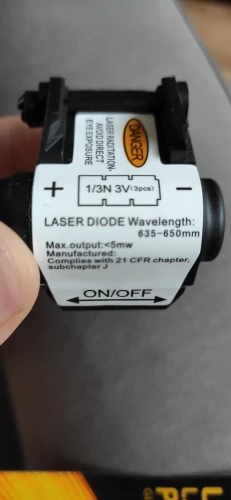 DANGER
LASER RADITATION-
AVOID DIRECT
EYE EXPOSURE
+ 1/3N 3V(3pcs) −
LASER DIODE Wavelength:
635-650mm
Max.output:<5mw
Manufactured:
Complies with 21 CFR chapter,
subchapter J
ON/OFF